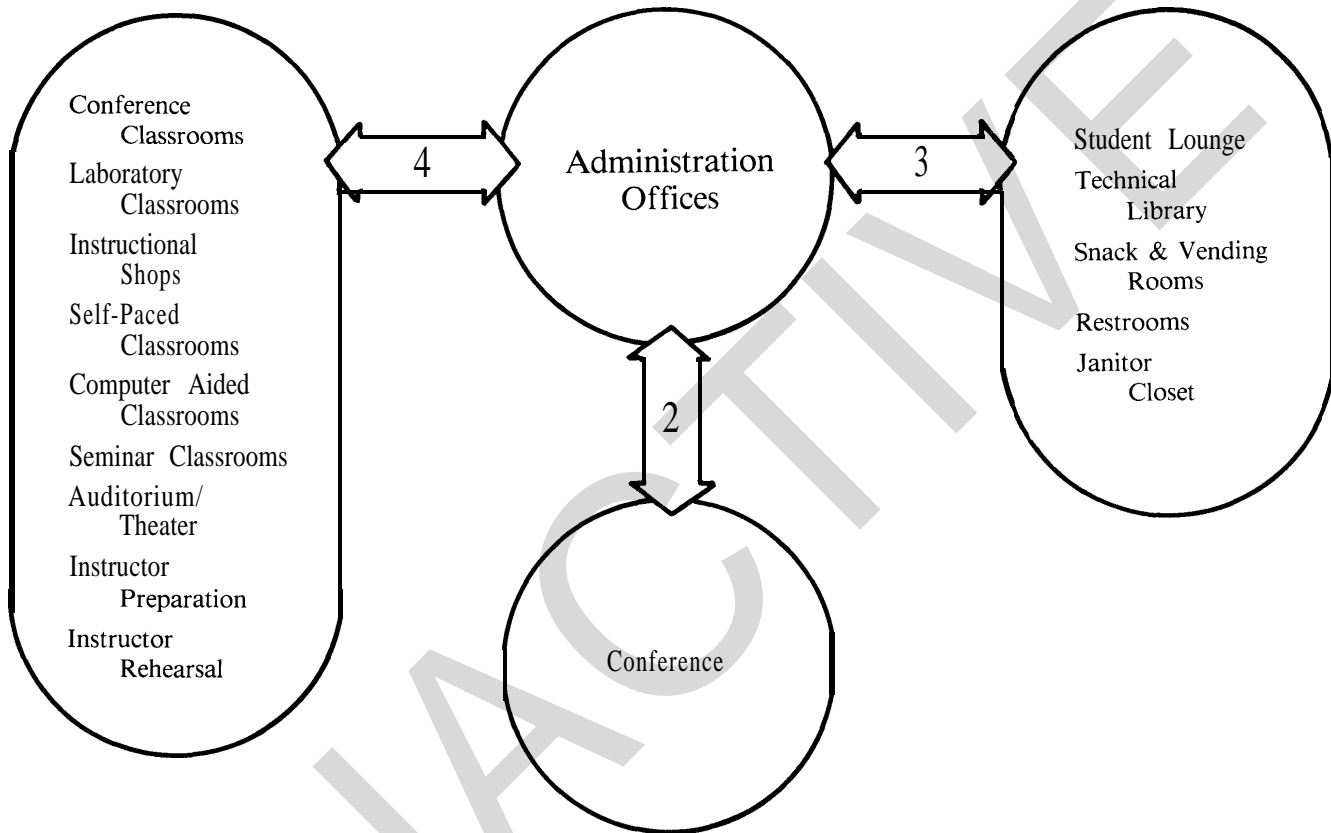 Conference
Classrooms
Laboratory
Classrooms
Instructional
Shops
Self-Paced
Classrooms
Computer Aided
Classrooms
Seminar Classrooms
Auditorium/
Theater
Instructor
Preparation
Instructor
Rehearsal
4
Administration
Offices
3
Student Lounge
Technical
Library
Snack & Vending
Rooms
Restrooms
Janitor
Closet
2
Conference
ACTIVE